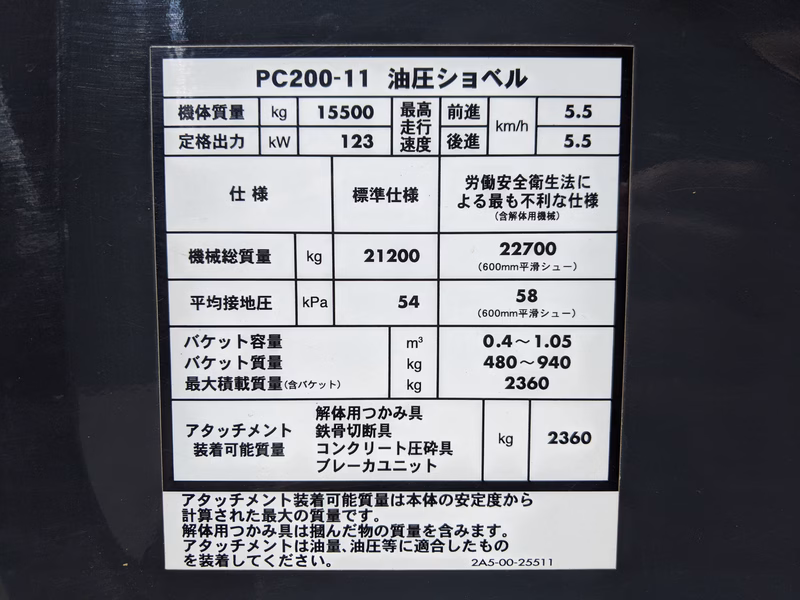 PC200-11 油圧ショベル
機体質量 kg 15500 最高走行速度 前進 km/h 5.5
定格出力 kW 123 後進 5.5
仕様 標準仕様 労働安全衛生法に
よる最も不利な仕様
(含解体用機械)
機械総質量 kg 21200 22700
(600mm平滑シュー)
平均接地圧 kPa 54 58
(600mm平滑シュー)
バケット容量 m³ 0.4～1.05
バケット質量 kg 480～940
最大積載質量(含バケット) kg 2360
アタッチメント
装着可能質量
解体用つかみ具
鉄骨切断具
コンクリート圧砕具
ブレーカユニット
kg 2360
アタッチメント装着可能質量は本体の安定度から
計算された最大の質量です。
解体用つかみ具は掴んだ物の質量を含みます。
アタッチメントは油量、油圧等に適合したもの
を装着してください。 2A5-00-25511